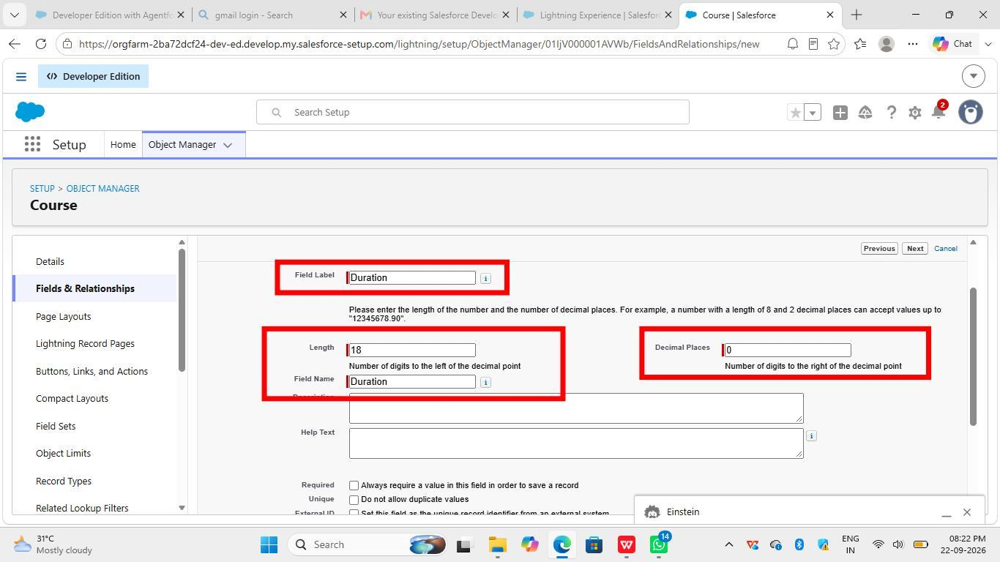 Developer Edition with Agentfo
gmail login - Search
Your existing Salesforce Develo
Lightning Experience | Salesforc
Course | Salesforce
https://orgfarm-2ba72dcf24-dev-ed.develop.my.salesforce-setup.com/lightning/setup/ObjectManager/01IjV000001AVWb/FieldsAndRelationships/new
Chat
</> Developer Edition
Search Setup
2
Setup
Home
Object Manager
SETUP > OBJECT MANAGER
Course
Details
Fields & Relationships
Page Layouts
Lightning Record Pages
Buttons, Links, and Actions
Compact Layouts
Field Sets
Object Limits
Record Types
Related Lookup Filters
Previous Next Cancel
Field Label Duration
Please enter the length of the number and the number of decimal places. For example, a number with a length of 8 and 2 decimal places can accept values up to
"12345678.90".
Length 18
Number of digits to the left of the decimal point
Decimal Places 0
Number of digits to the right of the decimal point
Field Name Duration
Description
Help Text
Required Always require a value in this field in order to save a record
Unique Do not allow duplicate values
External ID Set this field as the unique record identifier from an external system
Einstein
31°C
Mostly cloudy
Search
14
ENG
IN
08:22 PM
22-09-2026